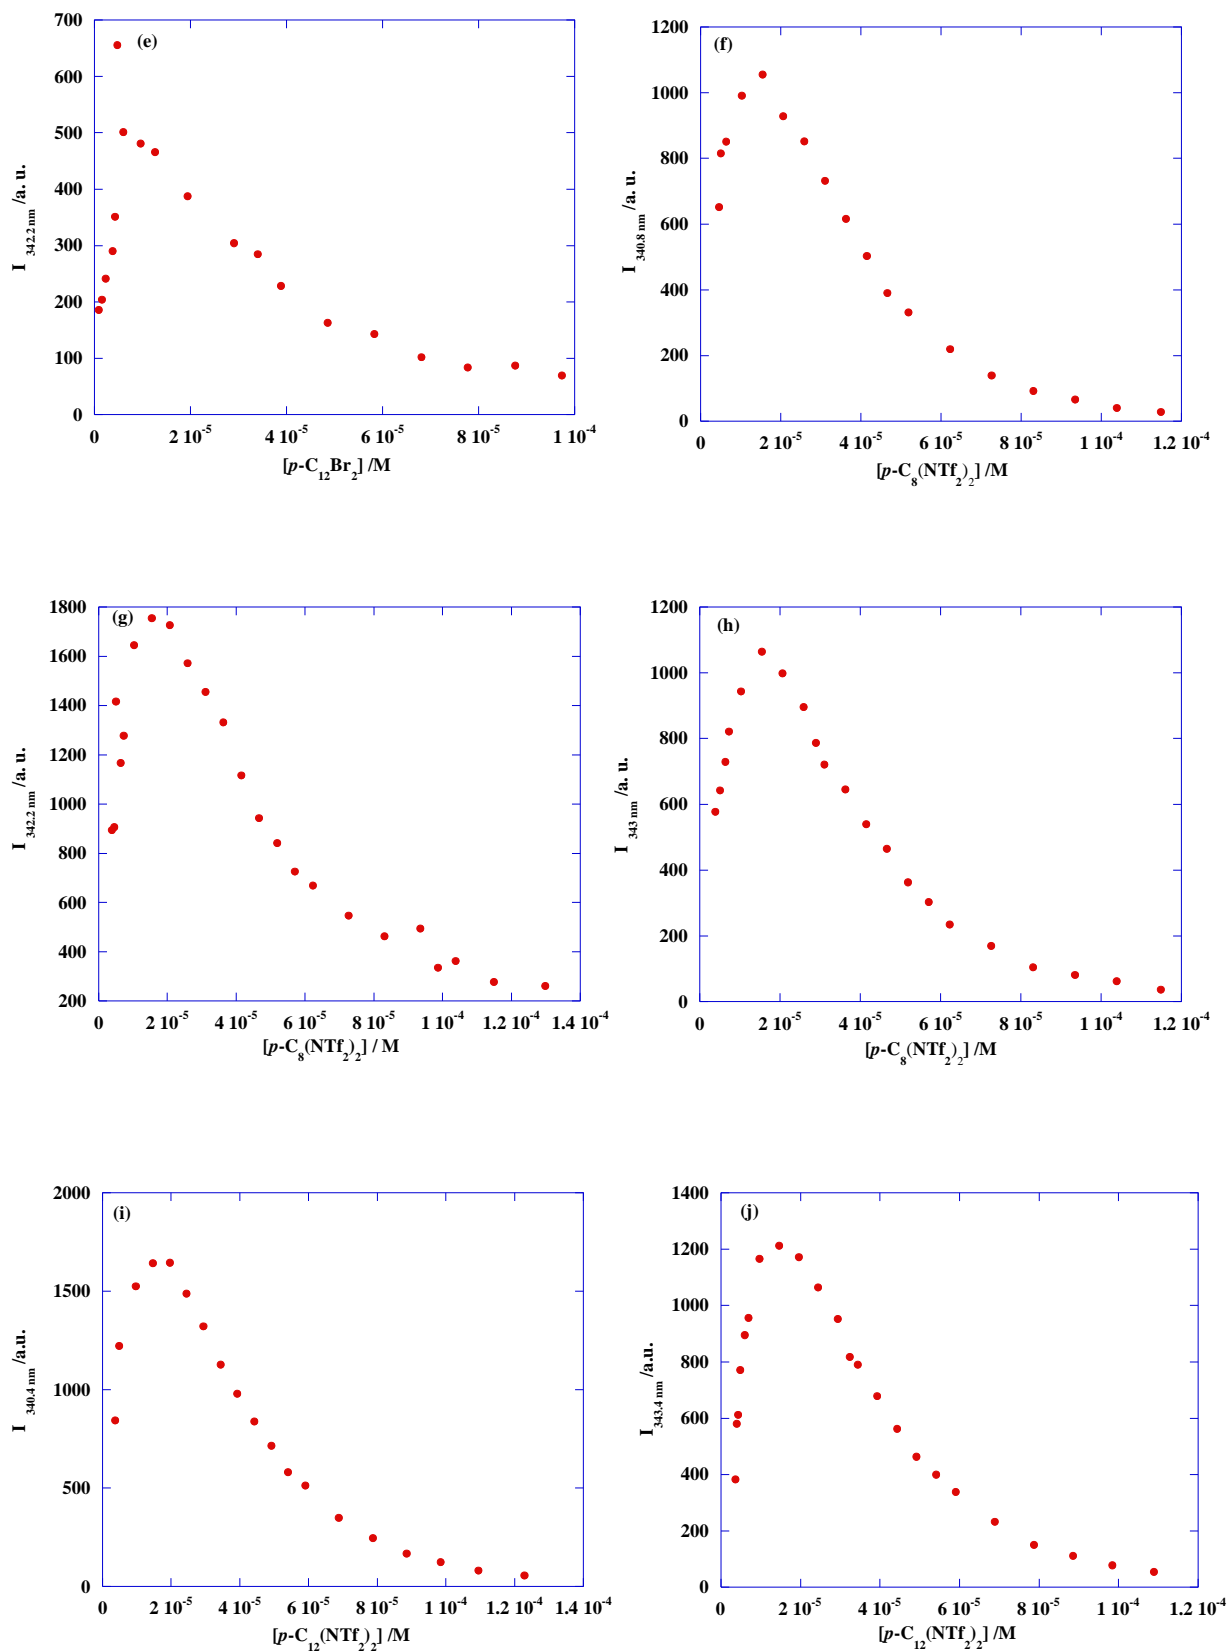 (e)
I 342.2 nm /a. u.
700
600
500
400
300
200
100
0
0 2 10⁻⁵ 4 10⁻⁵ 6 10⁻⁵ 8 10⁻⁵ 1 10⁻⁴
[p-C₁₂Br₂] /M
(f)
I 340.8 nm /a. u.
1200
1000
800
600
400
200
0
0 2 10⁻⁵ 4 10⁻⁵ 6 10⁻⁵ 8 10⁻⁵ 1 10⁻⁴ 1.2 10⁻⁴
[p-C₈(NTf₂)₂] /M
(g)
I 342.2 nm /a. u.
1800
1600
1400
1200
1000
800
600
400
200
0 2 10⁻⁵ 4 10⁻⁵ 6 10⁻⁵ 8 10⁻⁵ 1 10⁻⁴ 1.2 10⁻⁴ 1.4 10⁻⁴
[p-C₈(NTf₂)₂] / M
(h)
I 343 nm /a. u.
1200
1000
800
600
400
200
0
0 2 10⁻⁵ 4 10⁻⁵ 6 10⁻⁵ 8 10⁻⁵ 1 10⁻⁴ 1.2 10⁻⁴
[p-C₈(NTf₂)₂] /M
(i)
I 340.4 nm /a.u.
2000
1500
1000
500
0
0 2 10⁻⁵ 4 10⁻⁵ 6 10⁻⁵ 8 10⁻⁵ 1 10⁻⁴ 1.2 10⁻⁴ 1.4 10⁻⁴
[p-C₁₂(NTf₂)₂] /M
(j)
I 343.4 nm /a.u.
1400
1200
1000
800
600
400
200
0
0 2 10⁻⁵ 4 10⁻⁵ 6 10⁻⁵ 8 10⁻⁵ 1 10⁻⁴ 1.2 10⁻⁴
[p-C₁₂(NTf₂)₂] /M